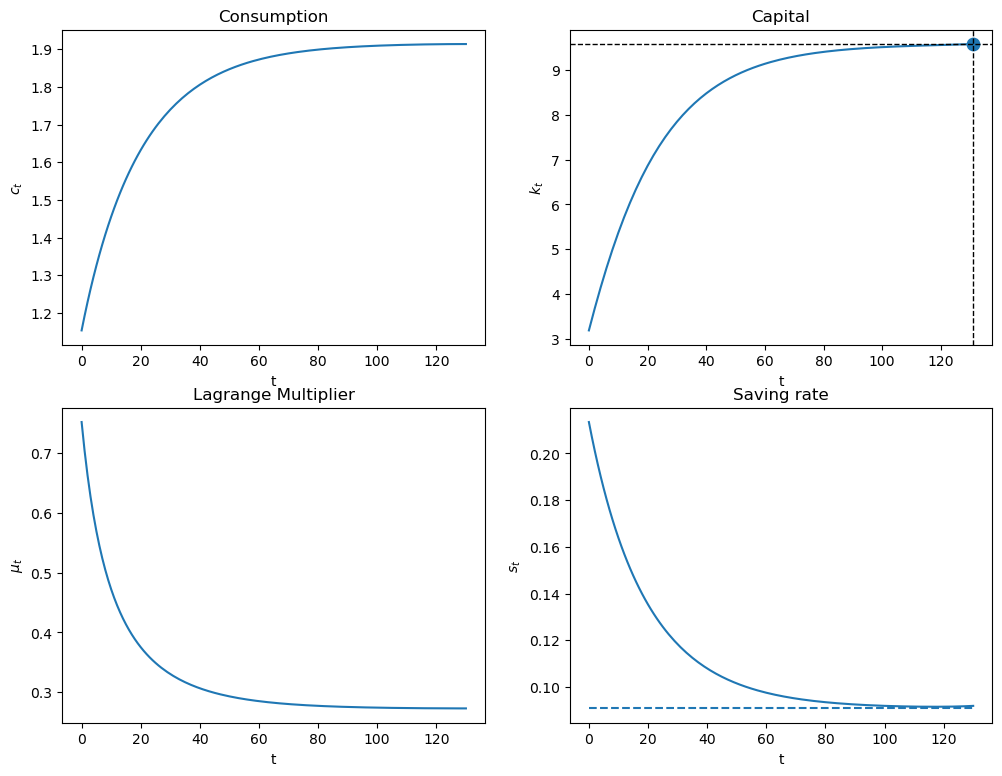 Consumption
1.9
1.8
1.7
1.6
1.5
1.4
1.3
1.2
c_t
0 20 40 60 80 100 120
t
Capital
9
8
7
6
5
4
3
k_t
0 20 40 60 80 100 120
t
Lagrange Multiplier
0.7
0.6
0.5
0.4
0.3
μ_t
0 20 40 60 80 100 120
t
Saving rate
0.20
0.18
0.16
0.14
0.12
0.10
s_t
0 20 40 60 80 100 120
t